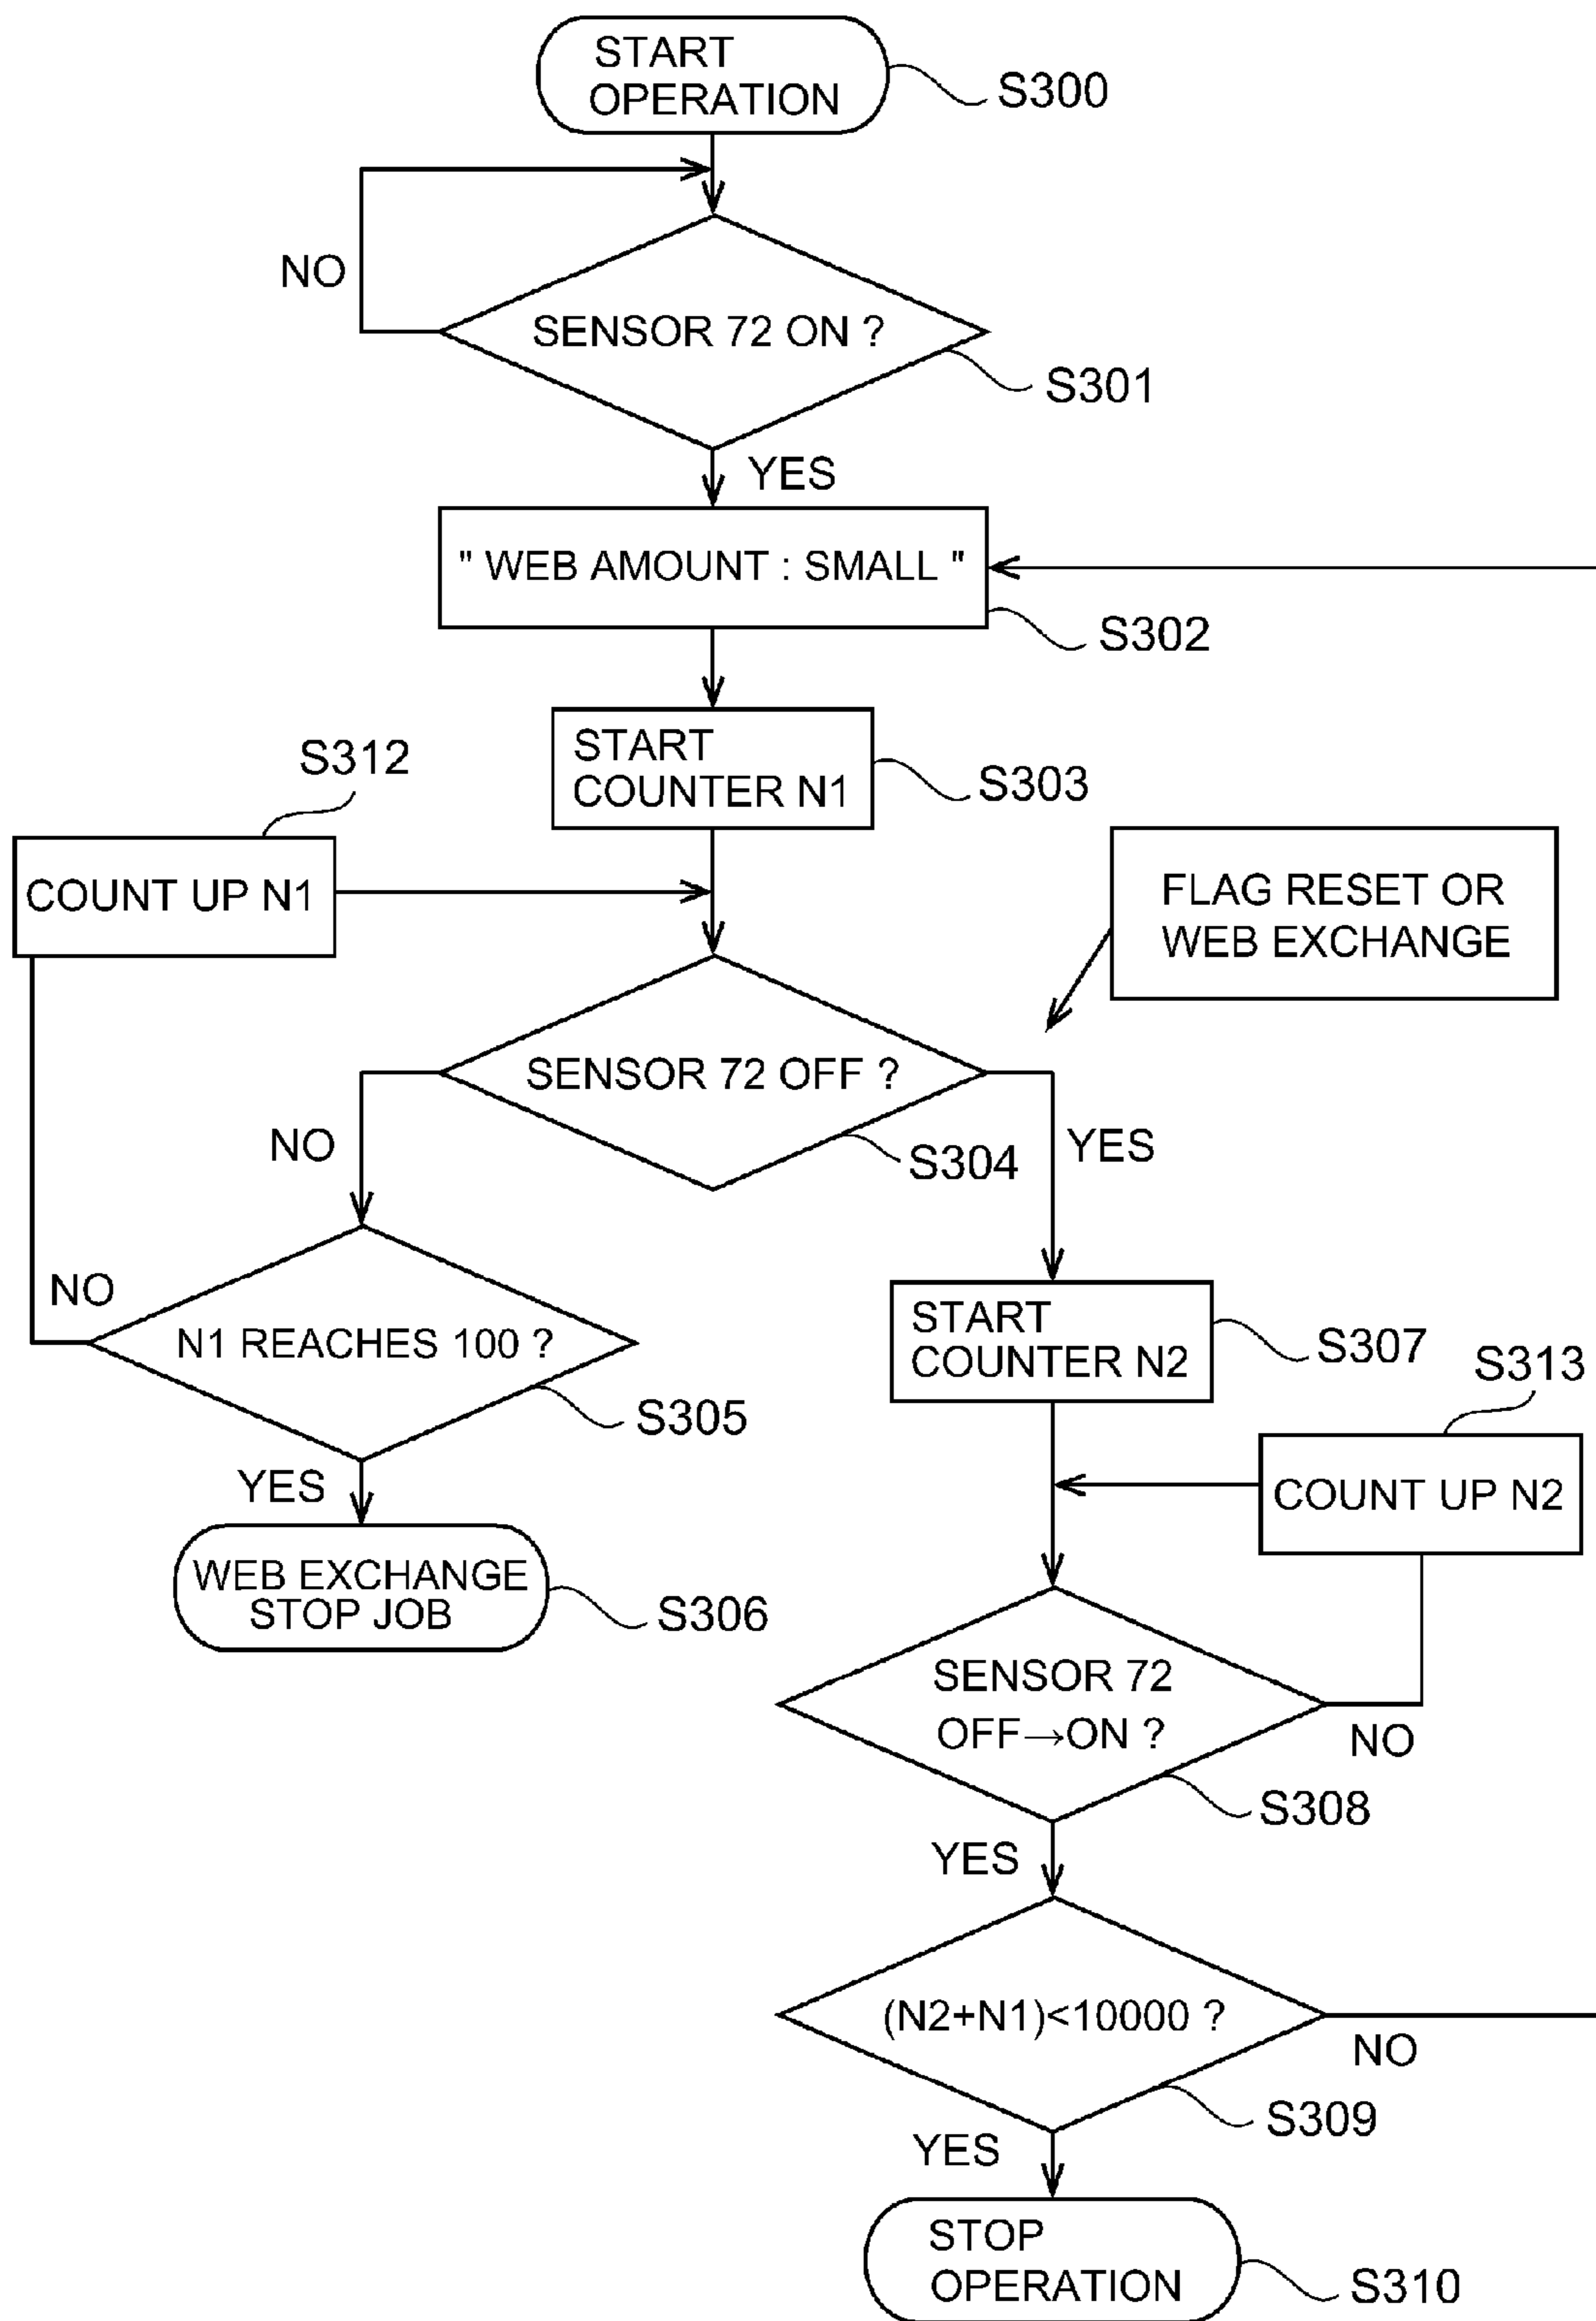 START
OPERATION
S300
NO
SENSOR 72 ON ?
S301
YES
" WEB AMOUNT : SMALL "
S302
START
COUNTER N1
S303
S312
COUNT UP N1
FLAG RESET OR
WEB EXCHANGE
SENSOR 72 OFF ?
NO
S304
YES
NO
N1 REACHES 100 ?
S305
YES
WEB EXCHANGE
STOP JOB
S306
START
COUNTER N2
S307
S313
COUNT UP N2
SENSOR 72
OFF→ON ?
NO
S308
YES
(N2+N1)<10000 ?
NO
S309
YES
STOP
OPERATION
S310